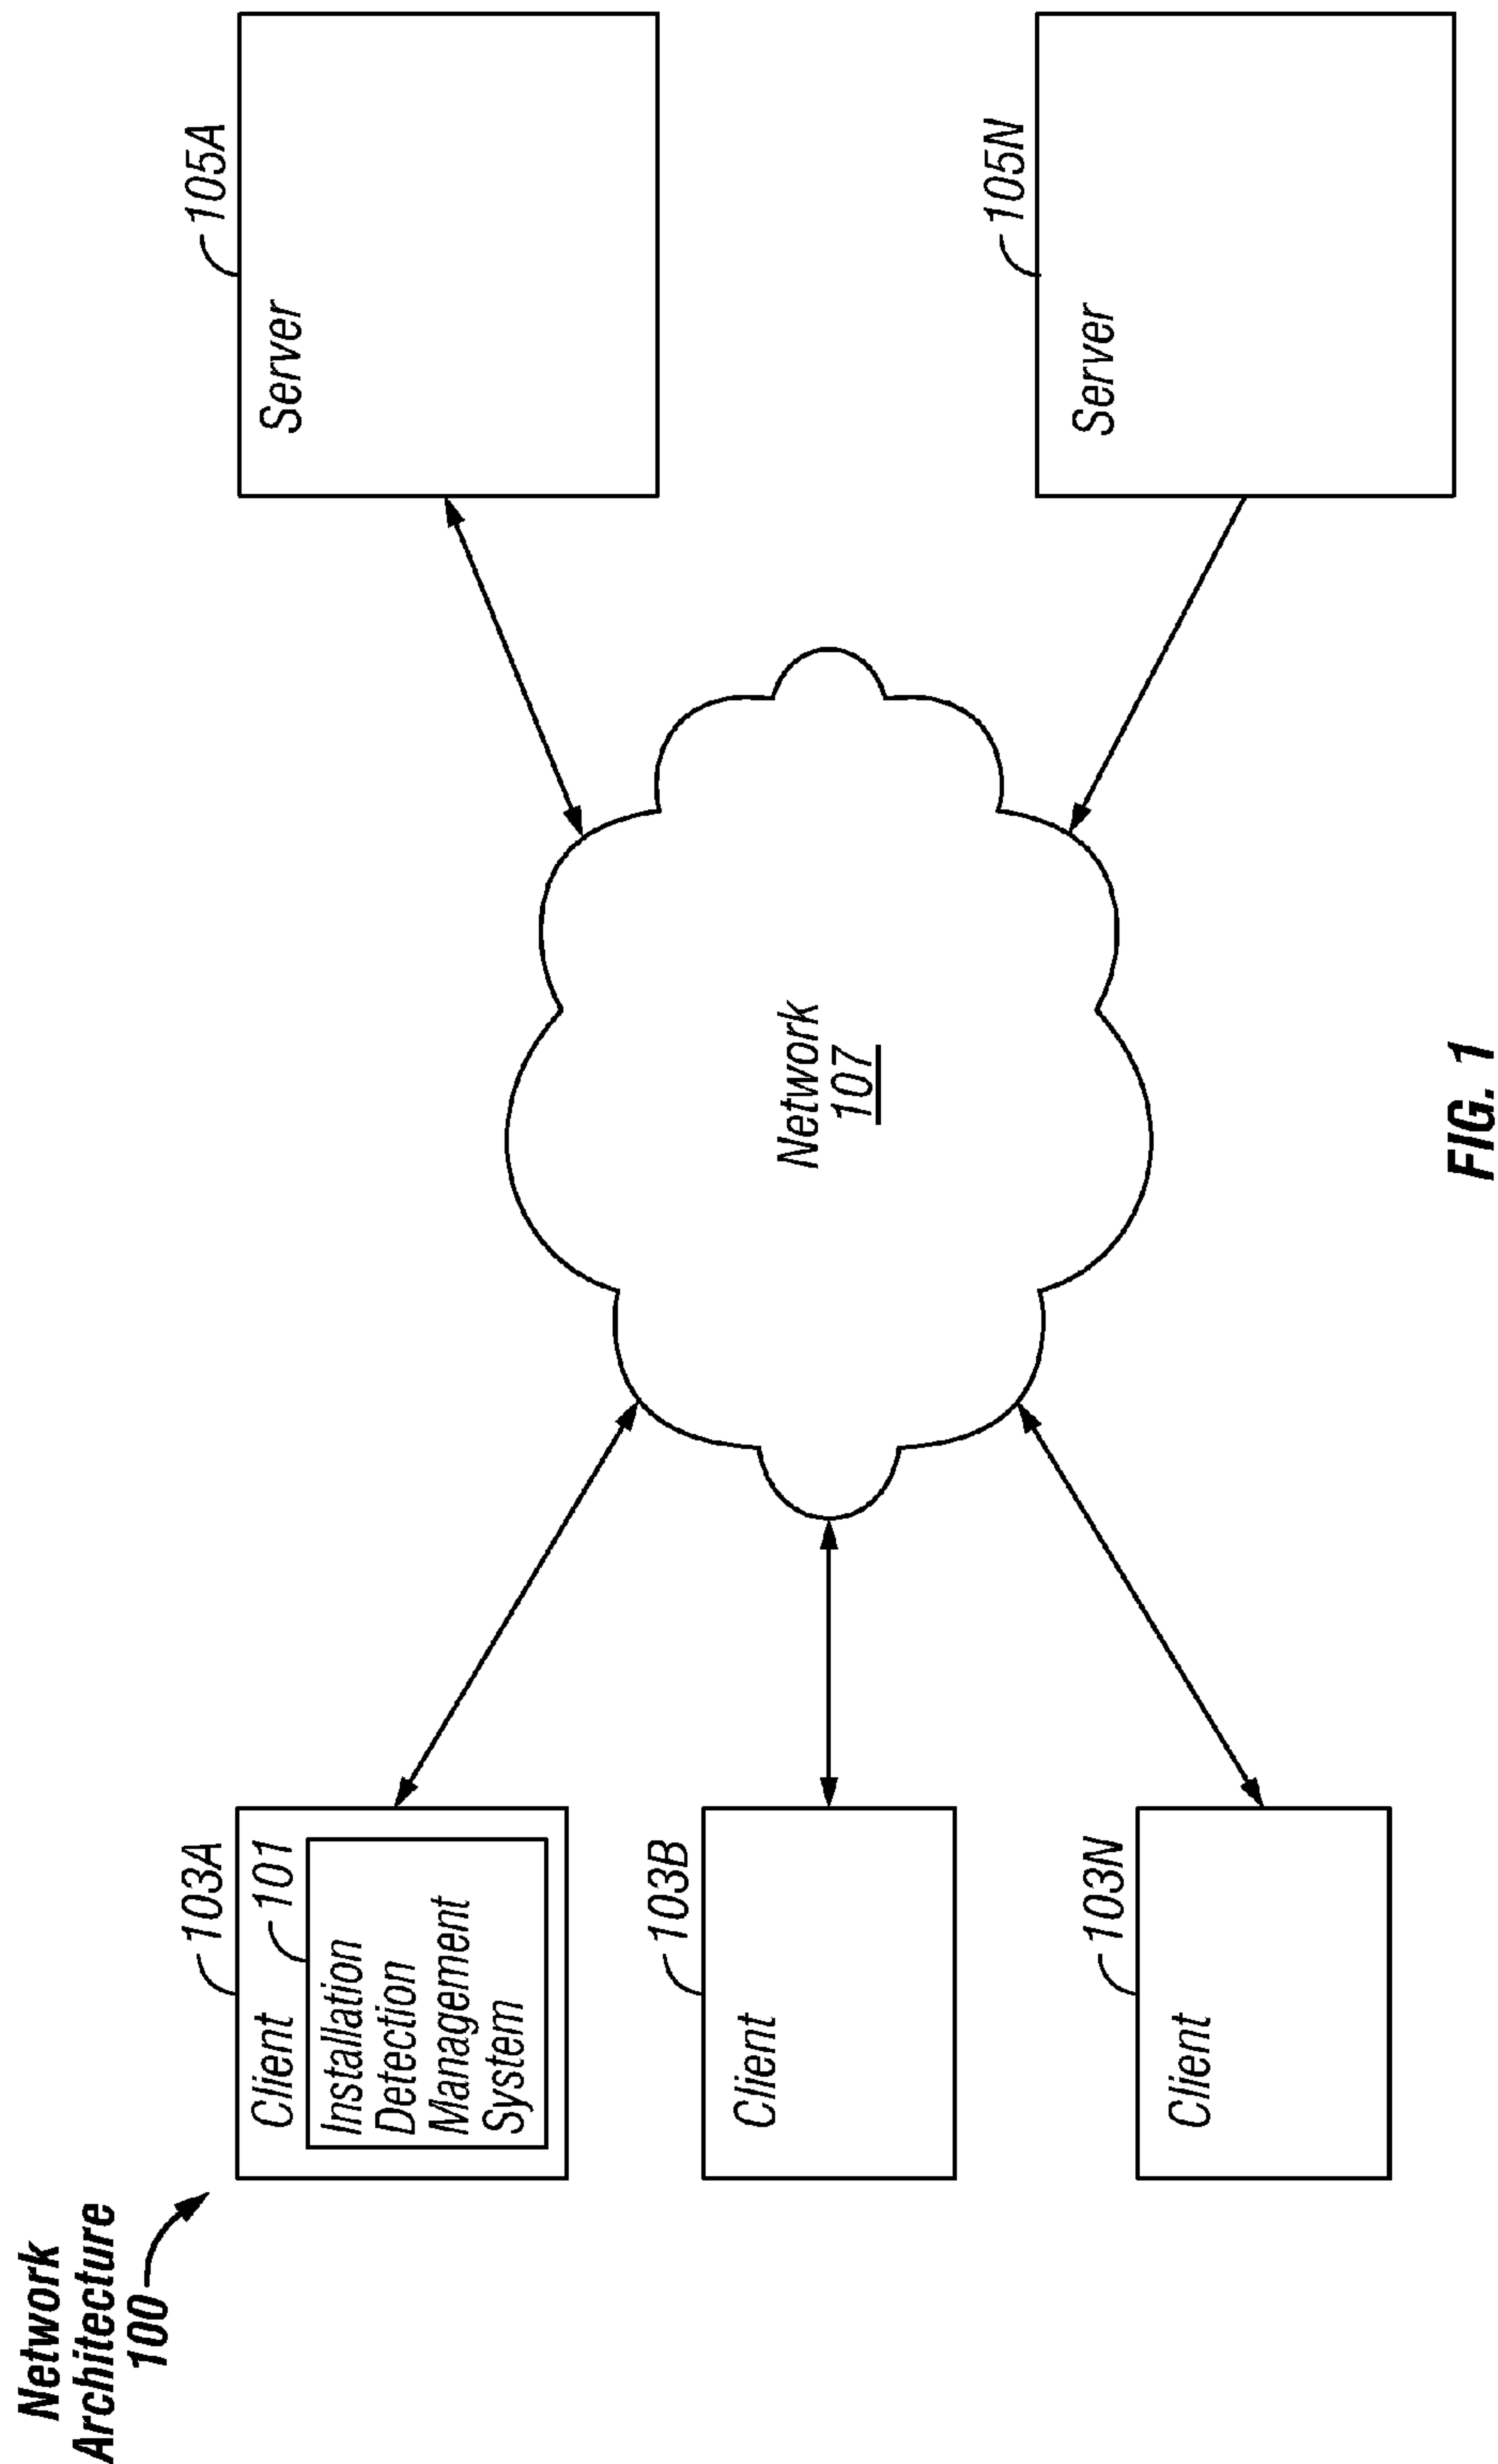 Network
Architecture
100
103A
Client
101
Installation
Detection
Management
System
103B
Client
103N
Client
Network
107
105A
Server
105N
Server
FIG. 1